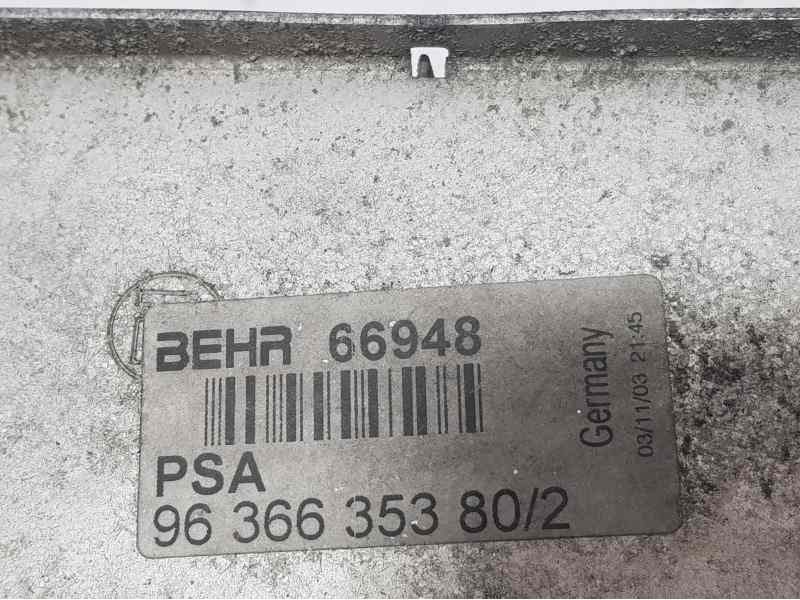 BEHR 66948
PSA
96 366 353 80/2
Germany
03/11/03 21:45